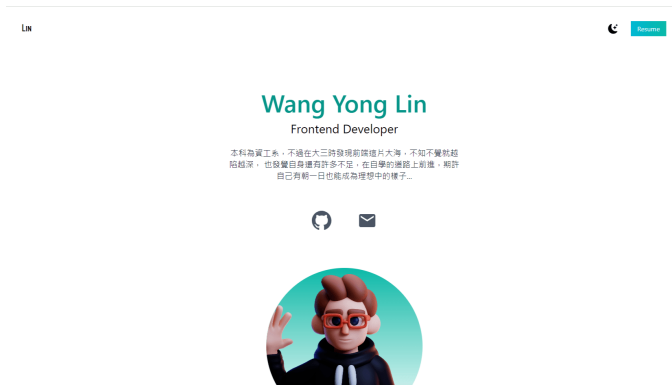 LIN
Resume
Wang Yong Lin
Frontend Developer
本科為資工系，不過在大三時發現前端這片大海，不知不覺就越
陷越深， 也發覺自身還有許多不足，在自學的道路上前進，期許
自己有朝一日也能成為理想中的樣子...